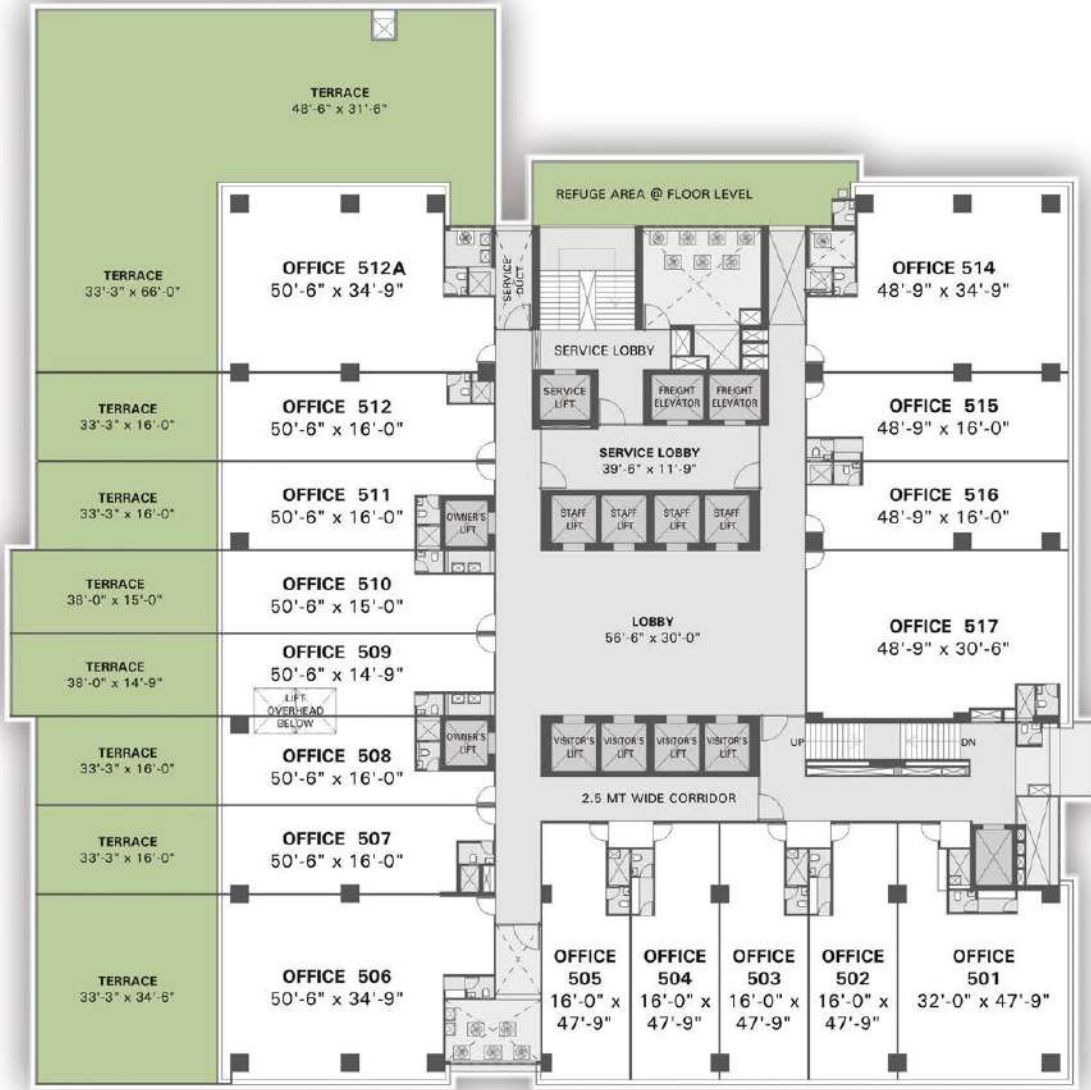 TERRACE
48'-6" x 31'-6"
REFUGE AREA @ FLOOR LEVEL
TERRACE
33'-3" x 66'-0"
OFFICE 512A
50'-6" x 34'-9"
SERVICE
DUCT
OFFICE 514
48'-9" x 34'-9"
SERVICE LOBBY
SERVICE
LIFT
FREIGHT
ELEVATOR
FREIGHT
ELEVATOR
TERRACE
33'-3" x 16'-0"
OFFICE 512
50'-6" x 16'-0"
OFFICE 515
48'-9" x 16'-0"
SERVICE LOBBY
39'-6" x 11'-9"
TERRACE
33'-3" x 16'-0"
OFFICE 511
50'-6" x 16'-0"
OWNER'S
LIFT
STAFF
LIFT
STAFF
LIFT
STAFF
LIFT
STAFF
LIFT
OFFICE 516
48'-9" x 16'-0"
TERRACE
38'-0" x 15'-0"
OFFICE 510
50'-6" x 15'-0"
LOBBY
56'-6" x 30'-0"
OFFICE 517
48'-9" x 30'-6"
TERRACE
38'-0" x 14'-9"
OFFICE 509
50'-6" x 14'-9"
LIFT
OVERHEAD
BELOW
TERRACE
33'-3" x 16'-0"
OFFICE 508
50'-6" x 16'-0"
OWNER'S
LIFT
VISITOR'S
LIFT
VISITOR'S
LIFT
VISITOR'S
LIFT
VISITOR'S
LIFT
UP
DN
2.5 MT WIDE CORRIDOR
TERRACE
33'-3" x 16'-0"
OFFICE 507
50'-6" x 16'-0"
TERRACE
33'-3" x 34'-6"
OFFICE 506
50'-6" x 34'-9"
OFFICE
505
16'-0" x
47'-9"
OFFICE
504
16'-0" x
47'-9"
OFFICE
503
16'-0" x
47'-9"
OFFICE
502
16'-0" x
47'-9"
OFFICE
501
32'-0" x 47'-9"